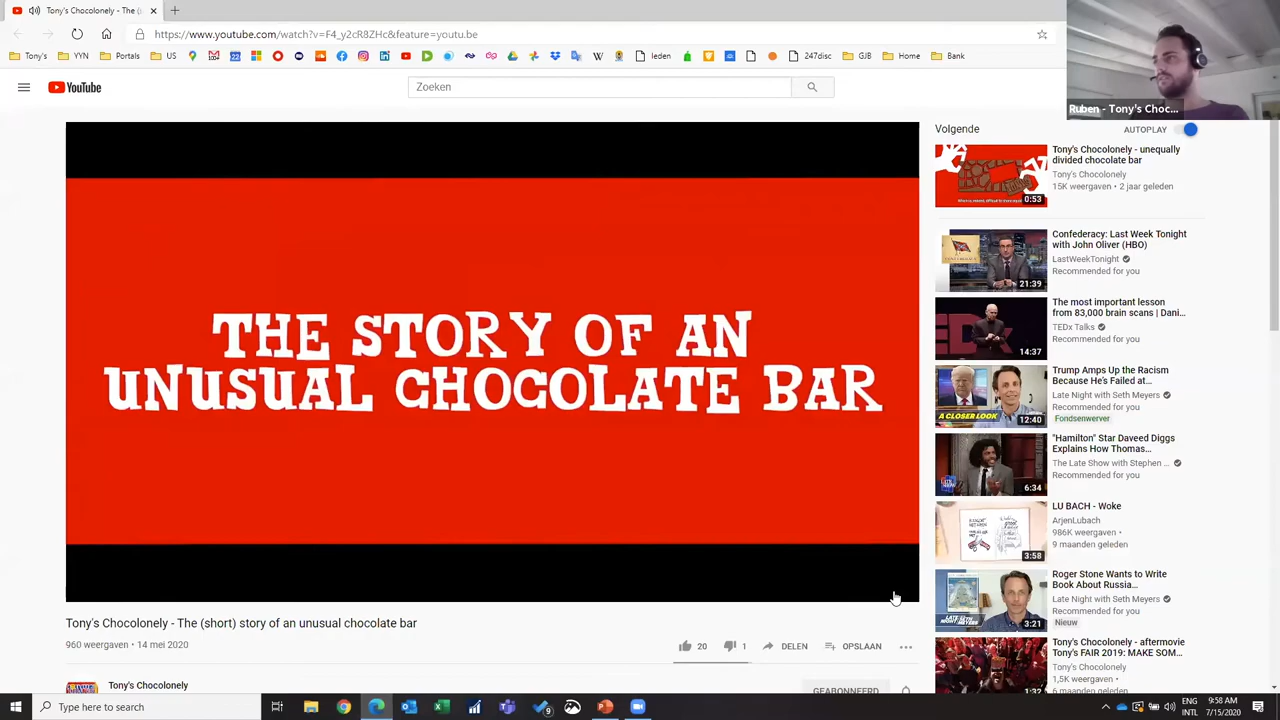 Tony's Chocolonely - The (
https://www.youtube.com/watch?v=F4_y2cR8ZHc&feature=youtu.be
Tony's
YYN
Portals
US
leden
247disc
GJB
Home
Bank
Ruben - Tony's Choc...
YouTube
Zoeken
THE STORY OF AN
UNUSUAL CHOCOLATE BAR
Tony's Chocolonely - The (short) story of an unusual chocolate bar
960 weergaven • 14 mei 2020
20
1
DELEN
OPSLAAN
Tony's Chocolonely
GEABONNEERD
Volgende
AUTOPLAY
Tony's Chocolonely - unequally
divided chocolate bar
Tony's Chocolonely
15K weergaven • 2 jaar geleden
0:53
Confederacy: Last Week Tonight
with John Oliver (HBO)
LastWeekTonight
Recommended for you
21:39
The most important lesson
from 83,000 brain scans | Dani...
TEDx Talks
Recommended for you
14:37
Trump Amps Up the Racism
Because He's Failed at...
Late Night with Seth Meyers
Recommended for you
Fondsenwerver
A CLOSER LOOK
12:40
"Hamilton" Star Daveed Diggs
Explains How Thomas...
The Late Show with Stephen ...
Recommended for you
6:34
LU BACH - Woke
ArjenLubach
986K weergaven •
9 maanden geleden
3:58
Roger Stone Wants to Write
Book About Russia...
Late Night with Seth Meyers
Recommended for you
Nieuw
3:21
Tony's Chocolonely - aftermovie
Tony's FAIR 2019: MAKE SOM...
Tony's Chocolonely
1,5K weergaven •
6 maanden geleden
1:32
Type here to search
ENG
INTL
9:58 AM
7/15/2020